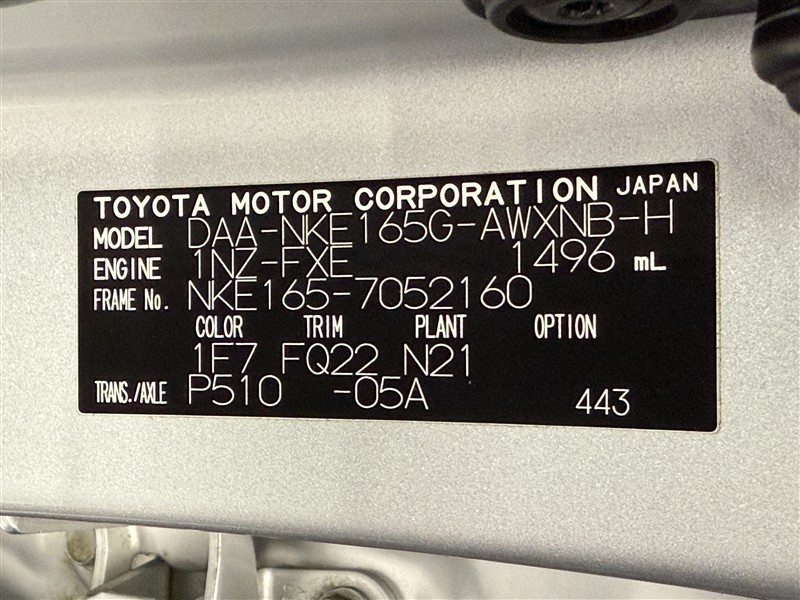 TOYOTA MOTOR CORPORATION JAPAN
MODEL DAA-NKE165G-AWXNB-H
ENGINE 1NZ-FXE 1496 mL
FRAME No. NKE165-7052160
COLOR TRIM PLANT OPTION
1F7 FQ22 N21
TRANS./AXLE P510 -05A 443